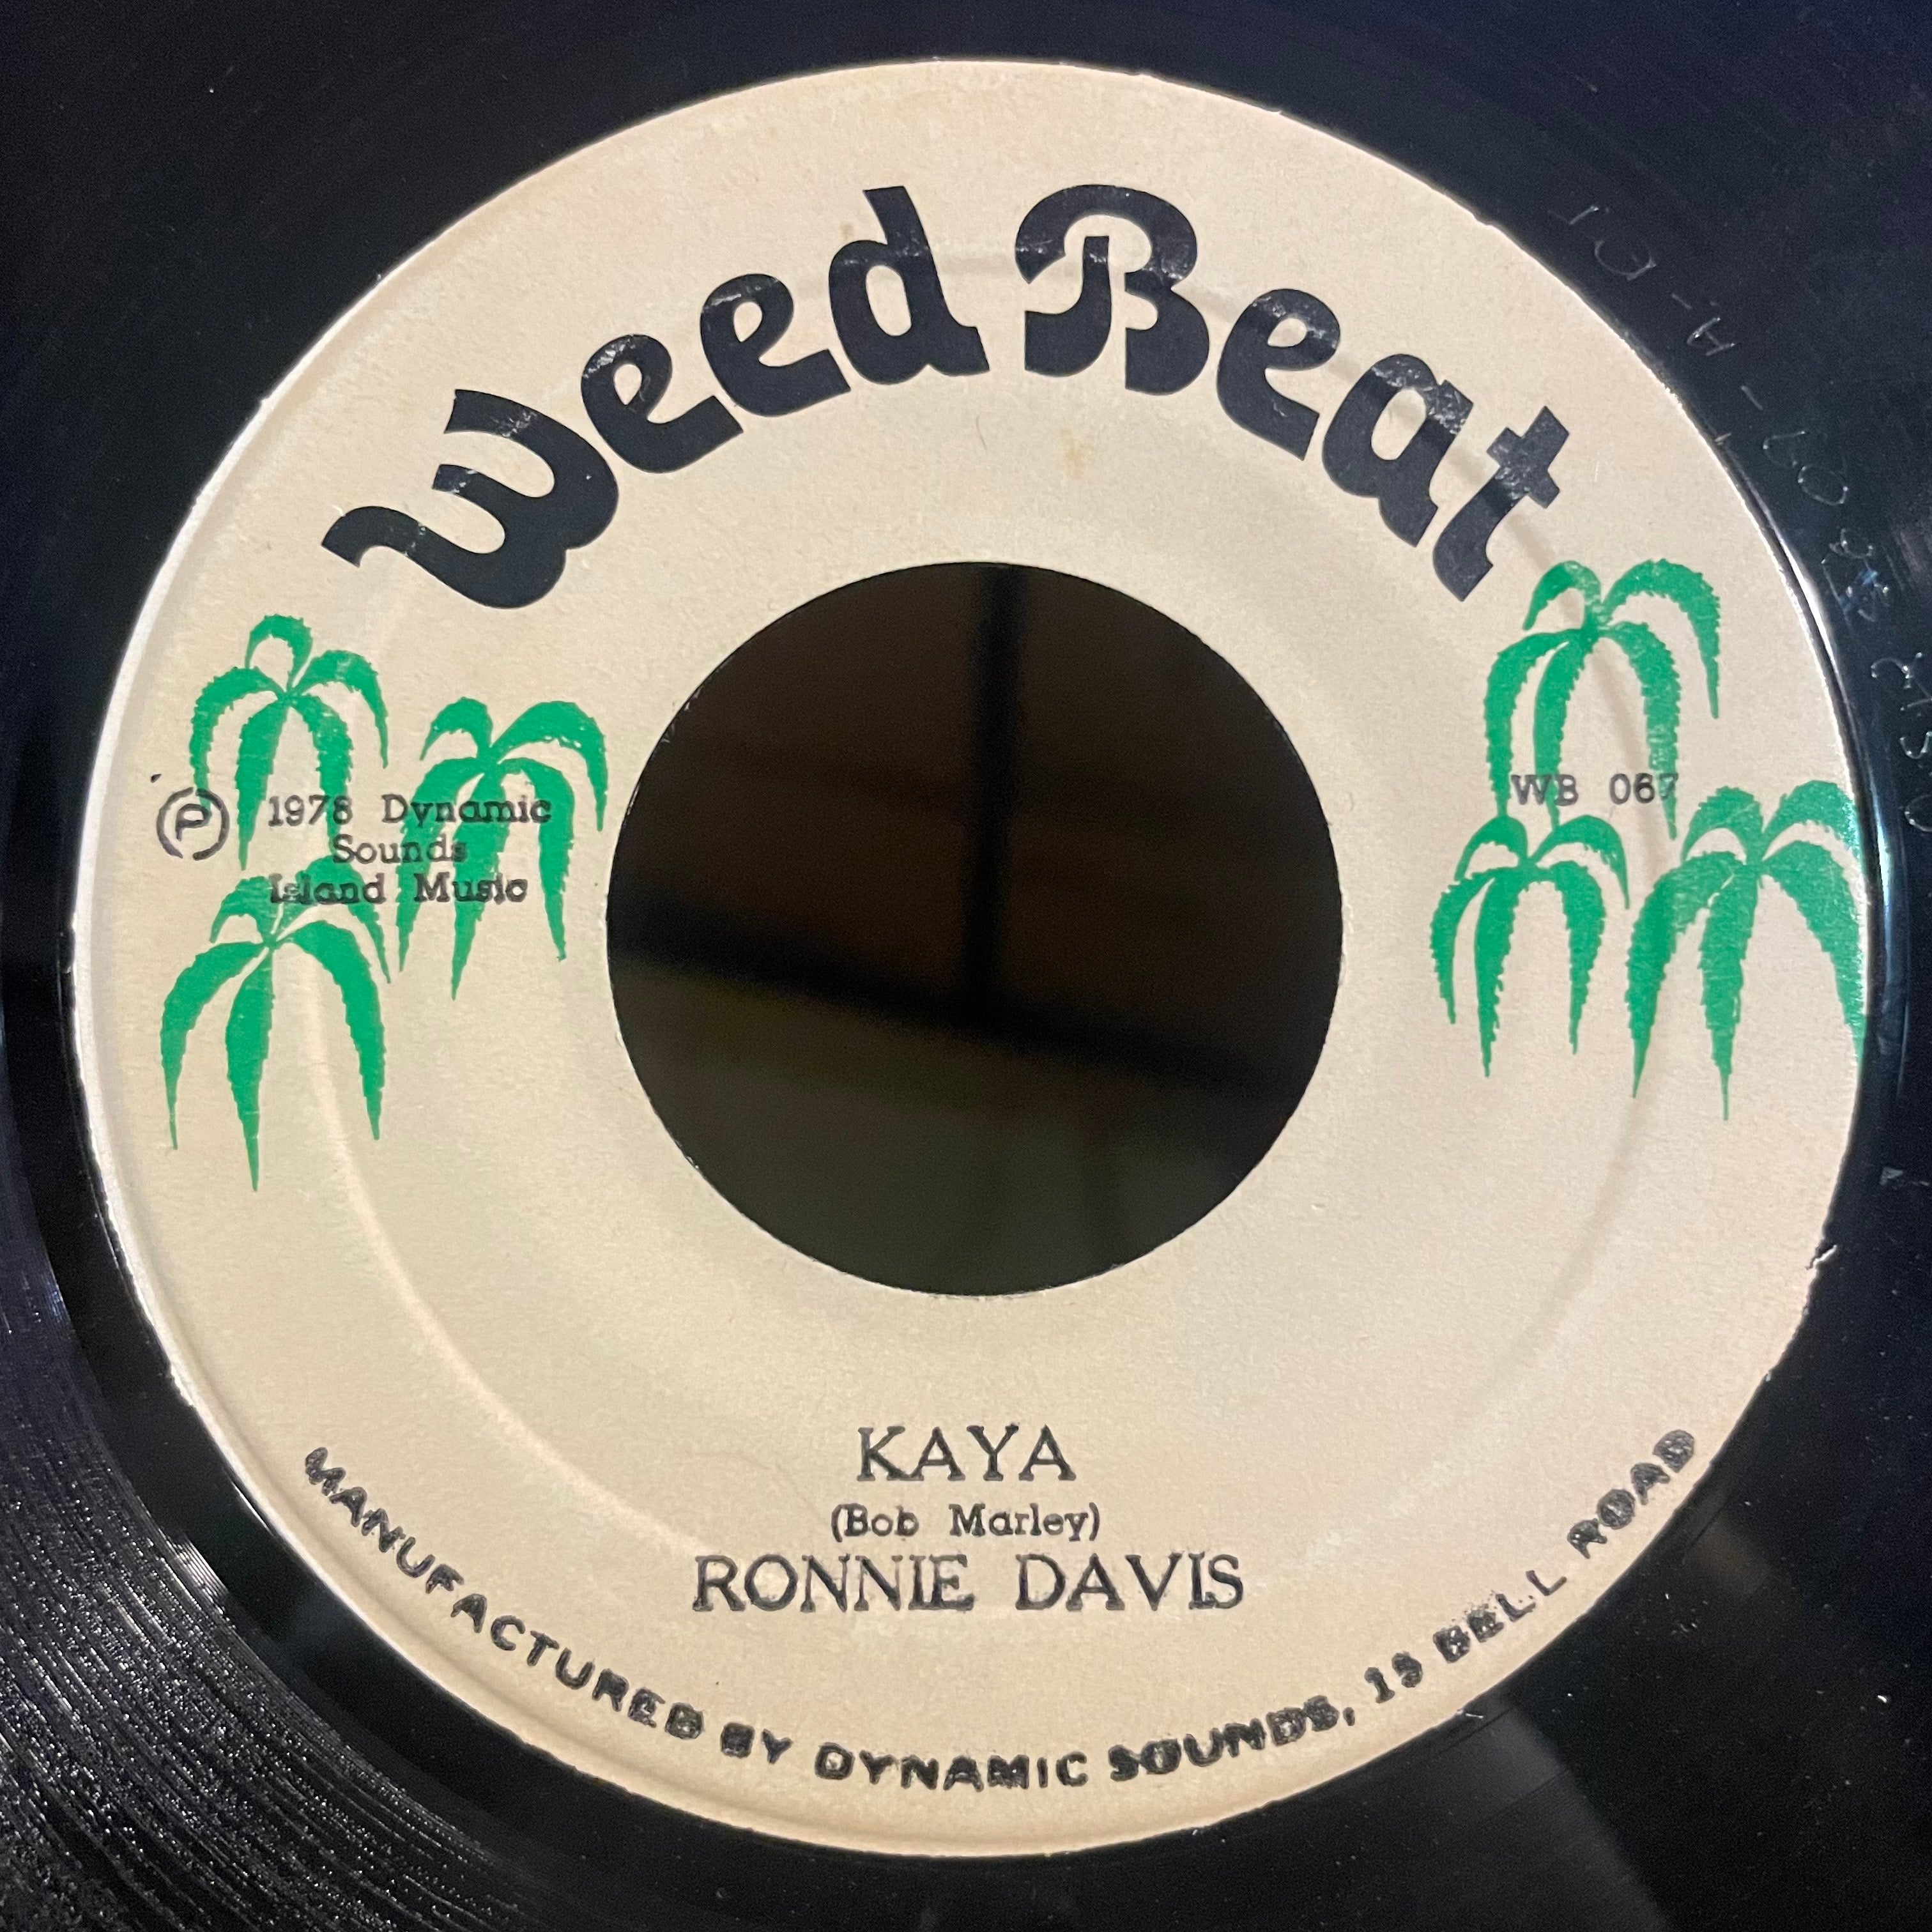 Weed Beat
Ⓟ 1978 Dynamic
Sounds
Island Music
WB 067
KAYA
(Bob Marley)
RONNIE DAVIS
MANUFACTURED BY DYNAMIC SOUNDS, 15 BELL ROAD